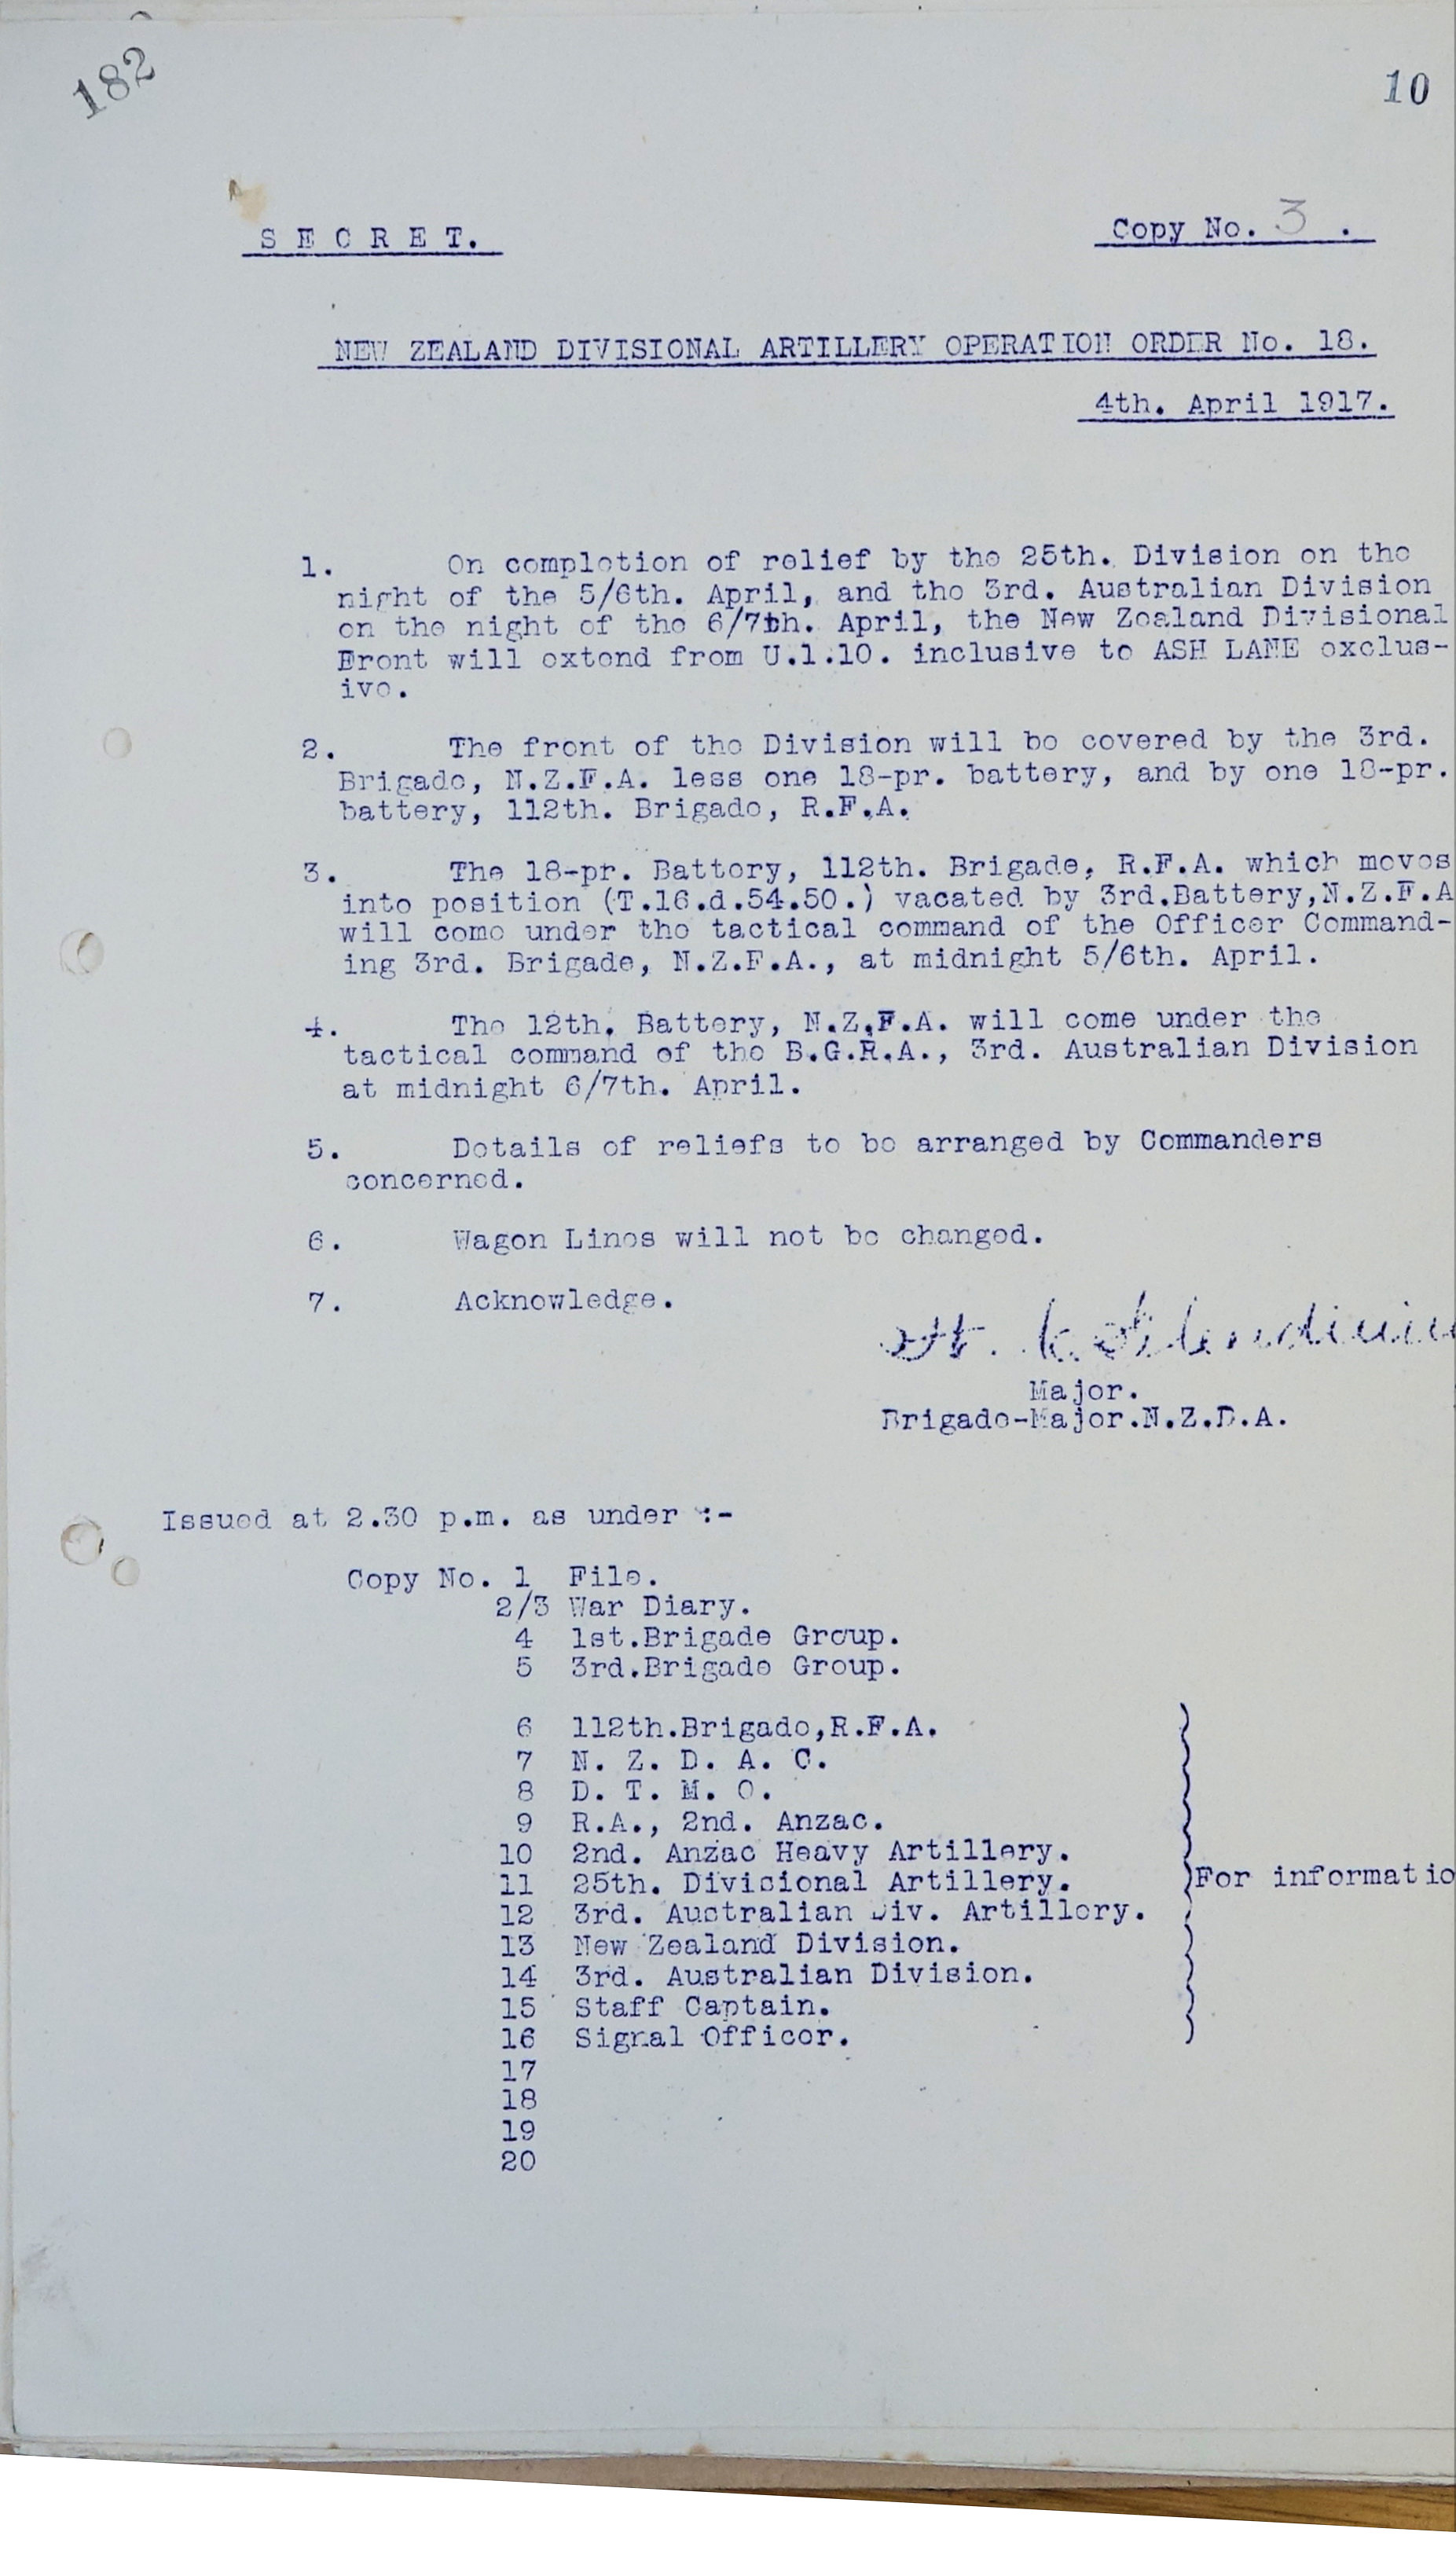 182
10
S E C R E T.
Copy No. 3 .
NEW ZEALAND DIVISIONAL ARTILLERY OPERATION ORDER No. 18.
4th. April 1917.
1. On completion of relief by the 25th. Division on the
night of the 5/6th. April, and the 3rd. Australian Division
on the night of the 6/7th. April, the New Zealand Divisional
Front will extend from U.1.10. inclusive to ASH LANE exclus-
ive.
2. The front of the Division will be covered by the 3rd.
Brigade, N.Z.F.A. less one 18-pr. battery, and by one 18-pr.
battery, 112th. Brigade, R.F.A.
3. The 18-pr. Battery, 112th. Brigade, R.F.A. which moves
into position (T.16.d.54.50.) vacated by 3rd.Battery,N.Z.F.A
will come under the tactical command of the Officer Command-
ing 3rd. Brigade, N.Z.F.A., at midnight 5/6th. April.
4. The 12th. Battery, N.Z.F.A. will come under the
tactical command of the B.G.R.A., 3rd. Australian Division
at midnight 6/7th. April.
5. Details of reliefs to be arranged by Commanders
concerned.
6. Wagon Lines will not be changed.
7. Acknowledge.
Major.
Brigade-Major.N.Z.D.A.
Issued at 2.30 p.m. as under :-
Copy No. 1 File.
2/3 War Diary.
4 1st.Brigade Group.
5 3rd.Brigade Group.
6 112th.Brigade,R.F.A.
7 N. Z. D. A. C.
8 D. T. M. O.
9 R.A., 2nd. Anzac.
10 2nd. Anzac Heavy Artillery.
11 25th. Divisional Artillery. )For informatio
12 3rd. Australian Div. Artillery.
13 New Zealand Division.
14 3rd. Australian Division.
15 Staff Captain.
16 Signal Officer.
17
18
19
20